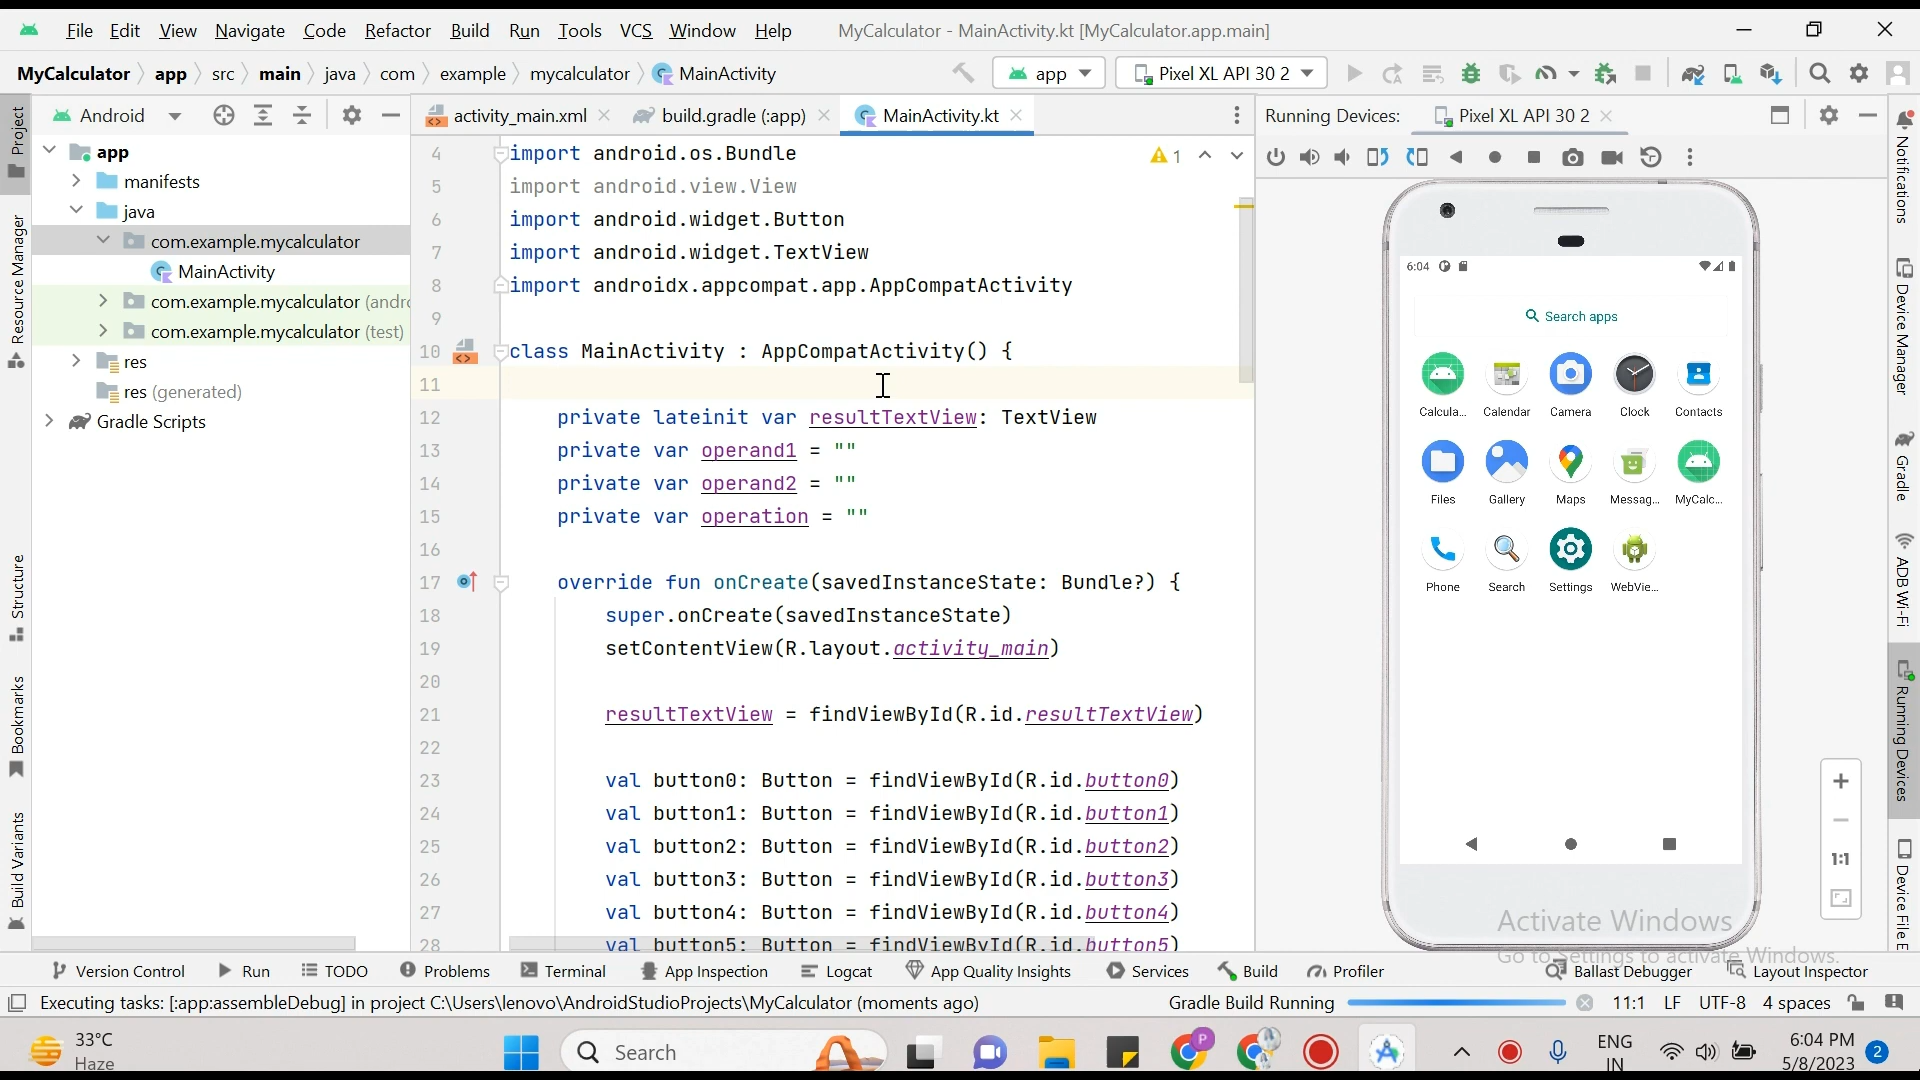 File Edit View Navigate Code Refactor Build Run Tools VCS Window Help MyCalculator - MainActivity.kt [MyCalculator.app.main]
MyCalculator app src main java com example mycalculator MainActivity app Pixel XL API 30 2
Project
Resource Manager
Structure
Bookmarks
Build Variants
Android
app
manifests
java
com.example.mycalculator
MainActivity
com.example.mycalculator (andro
com.example.mycalculator (test)
res
res (generated)
Gradle Scripts
activity_main.xml build.gradle (:app) MainActivity.kt
1
4 import android.os.Bundle
5 import android.view.View
6 import android.widget.Button
7 import android.widget.TextView
8 import androidx.appcompat.app.AppCompatActivity
9
10 class MainActivity : AppCompatActivity() {
11
12 private lateinit var resultTextView: TextView
13 private var operand1 = ""
14 private var operand2 = ""
15 private var operation = ""
16
17 override fun onCreate(savedInstanceState: Bundle?) {
18 super.onCreate(savedInstanceState)
19 setContentView(R.layout.activity_main)
20
21 resultTextView = findViewById(R.id.resultTextView)
22
23 val button0: Button = findViewById(R.id.button0)
24 val button1: Button = findViewById(R.id.button1)
25 val button2: Button = findViewById(R.id.button2)
26 val button3: Button = findViewById(R.id.button3)
27 val button4: Button = findViewById(R.id.button4)
28 val button5: Button = findViewById(R.id.button5)
Running Devices: Pixel XL API 30 2
6:04
Search apps
Calcula... Calendar Camera Clock Contacts
Files Gallery Maps Messag... MyCalc...
Phone Search Settings WebVie...
1:1
Activate Windows
Go to Settings to activate Windows.
Notifications
Device Manager
Gradle
ADB Wi-Fi
Running Devices
Device File E
Version Control Run TODO Problems Terminal App Inspection Logcat App Quality Insights Services Build Profiler Ballast Debugger Layout Inspector
Executing tasks: [:app:assembleDebug] in project C:\Users\lenovo\AndroidStudioProjects\MyCalculator (moments ago) Gradle Build Running 11:1 LF UTF-8 4 spaces
33°C
Haze
Search
P
ENG
IN
6:04 PM
5/8/2023
2